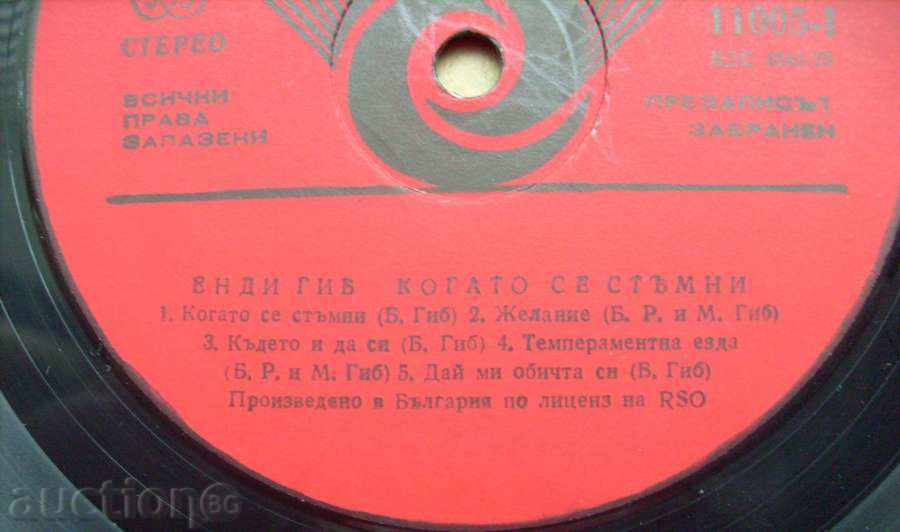 СТЕРЕО
11005-1
ВСИЧКИ
ПРАВА
ЗАПАЗЕНИ
ПРЕЗАПИСЪТ
ЗАБРАНЕН
ЕНДИ ГИБ КОГАТО СЕ СТЪМНИ
1. Когато се стъмни (Б. Гиб) 2. Желание (Б. Р. и М. Гиб)
3. Където и да си (Б. Гиб) 4. Темпераментна езда
(Б. Р. и М. Гиб) 5. Дай ми обичта си (Б. Гиб)
Произведено в България по лиценз на RSO
auctionBG